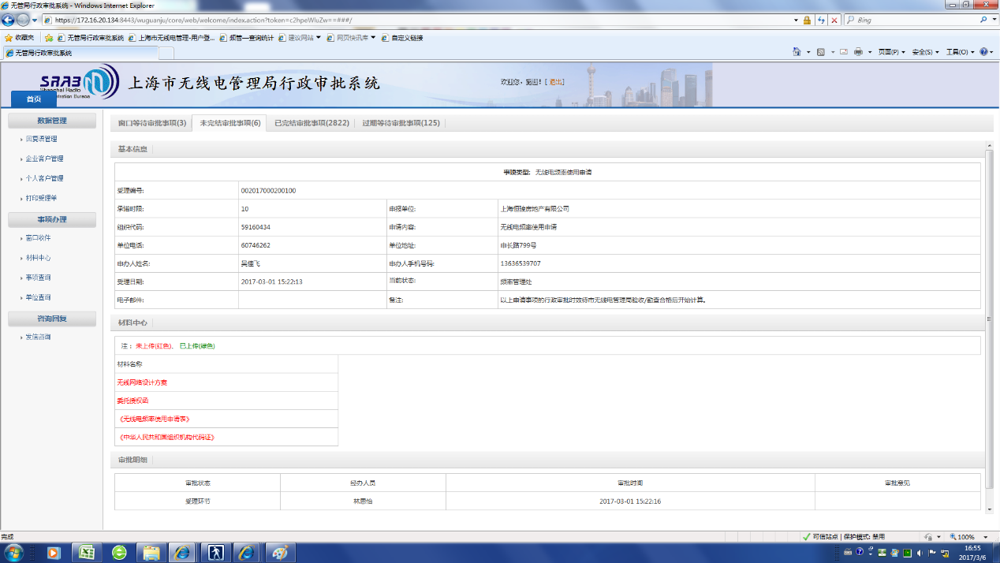 无管局行政审批系统 - Windows Internet Explorer
https://172.16.20.134:8443/wuguanju/core/web/welcome/index.action?token=c2hpeWluZw==###/
Bing
收藏夹 无管局行政审批系统 上海市无线电管理-用户登... 频管—查询统计 建议网站 网页快讯库 自定义链接
无管局行政审批系统
页面(P) 安全(S) 工具(O)
SRAB
Shanghai Radio
上海市无线电管理局行政审批系统
欢迎您, ！[ 退出]
首页
数据管理
回复语管理
企业客户管理
个人客户管理
打印受理单
事项办理
窗口收件
材料中心
事项查询
单位查询
咨询回复
发信咨询
窗口等待审批事项(3) 未完结审批事项(6) 已完结审批事项(2822) 过期等待审批事项(125)
基本信息
事项类型: 无线电频率使用申请
受理编号: 002017000200100
承诺时限: 10 申报单位: 上海恒骏房地产有限公司
组织代码: 59160434 申请内容: 无线电频率使用申请
单位电话: 60746262 单位地址: 申长路799号
申办人姓名: 吴佳飞 申办人手机号码: 13636539707
受理日期: 2017-03-01 15:22:13 当前状态: 频率管理处
电子邮件: 备注: 以上申请事项的行政审批时效待市无线电管理局验收/勘查合格后开始计算。
材料中心
注： 未上传(红色)、 已上传(绿色)
材料名称
无线网络设计方案
委托授权函
《无线电频率使用申请表》
《中华人民共和国组织机构代码证》
审批明细
审批状态 经办人员 审批时间 审批意见
受理环节 林思怡 2017-03-01 15:22:16
完成
可信站点 | 保护模式: 禁用
100%
16:55
2017/3/6